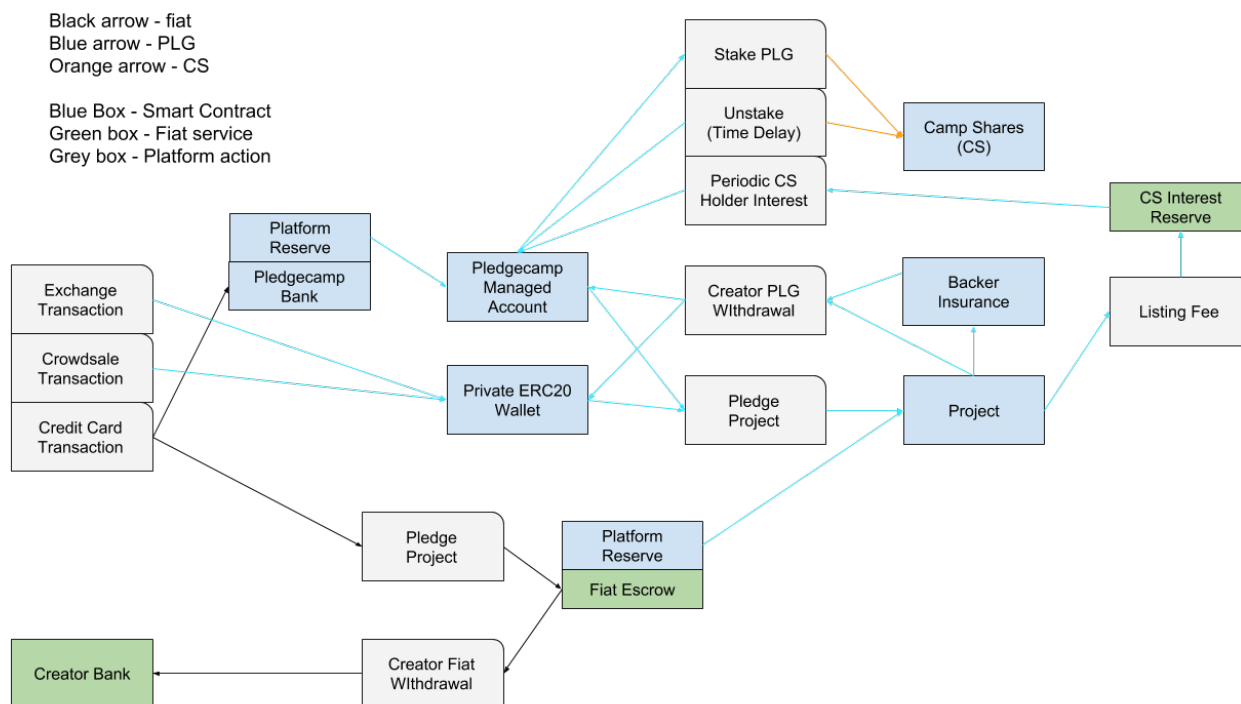 Black arrow - fiat
Blue arrow - PLG
Orange arrow - CS
Blue Box - Smart Contract
Green box - Fiat service
Grey box - Platform action
Stake PLG
Unstake
(Time Delay)
Periodic CS
Holder Interest
Camp Shares
(CS)
CS Interest
Reserve
Platform
Reserve
Pledgecamp
Bank
Exchange
Transaction
Crowdsale
Transaction
Credit Card
Transaction
Pledgecamp
Managed
Account
Creator PLG
WIthdrawal
Backer
Insurance
Listing Fee
Private ERC20
Wallet
Pledge
Project
Project
Pledge
Project
Platform
Reserve
Fiat Escrow
Creator Bank
Creator Fiat
WIthdrawal